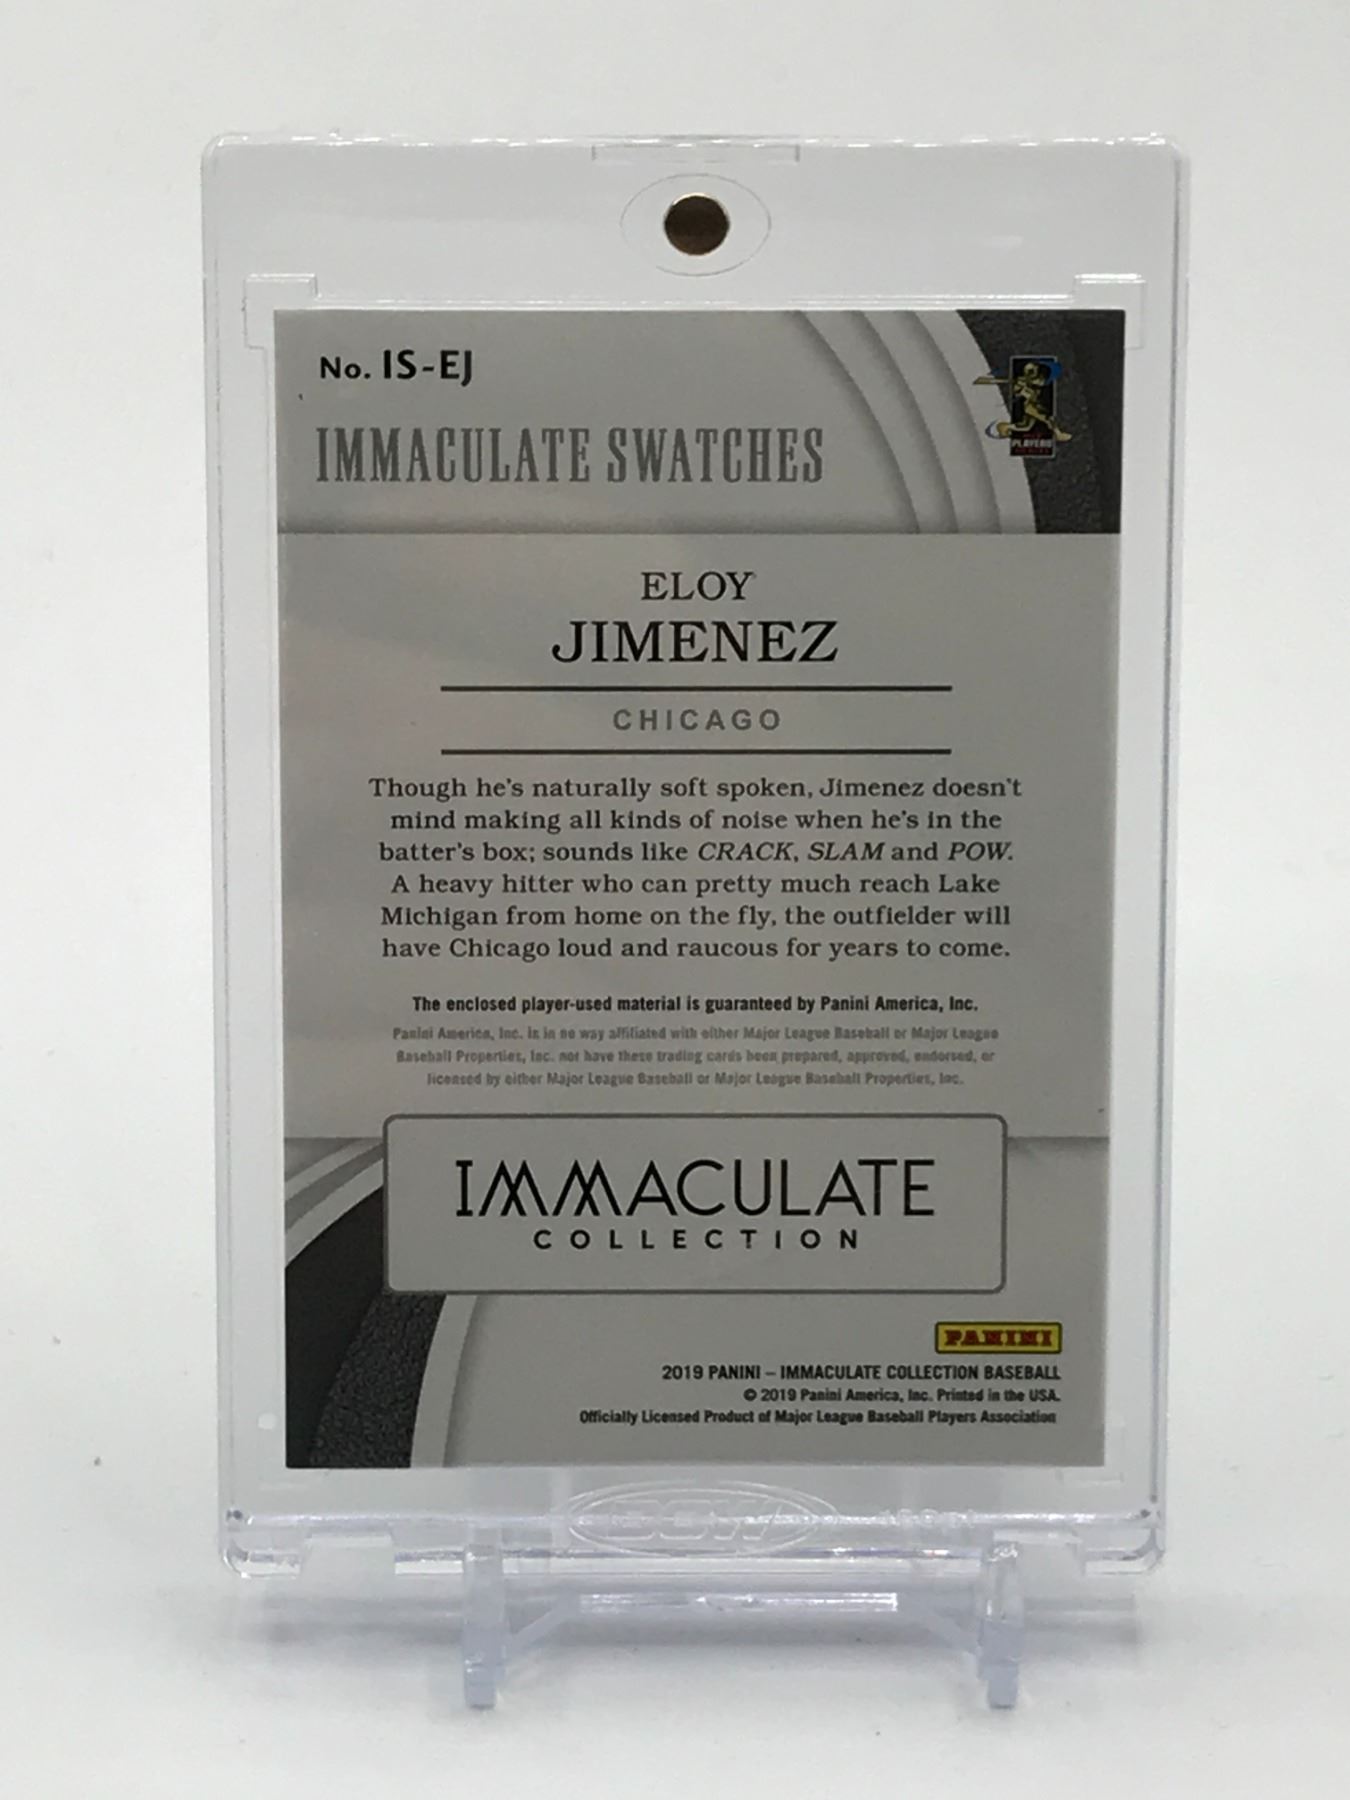 No. IS-EJ
IMMACULATE SWATCHES
PLAYERS
ELOY
JIMENEZ
CHICAGO
Though he's naturally soft spoken, Jimenez doesn't
mind making all kinds of noise when he's in the
batter's box; sounds like CRACK, SLAM and POW.
A heavy hitter who can pretty much reach Lake
Michigan from home on the fly, the outfielder will
have Chicago loud and raucous for years to come.
The enclosed player-used material is guaranteed by Panini America, Inc.
Panini America, Inc. is in no way affiliated with either Major League Baseball or Major League
Baseball Properties, Inc. nor have these trading cards been prepared, approved, endorsed, or
licensed by either Major League Baseball or Major League Baseball Properties, Inc.
IMMACULATE
COLLECTION
PANINI
2019 PANINI – IMMACULATE COLLECTION BASEBALL
© 2019 Panini America, Inc. Printed in the USA.
Officially Licensed Product of Major League Baseball Players Association
BCW